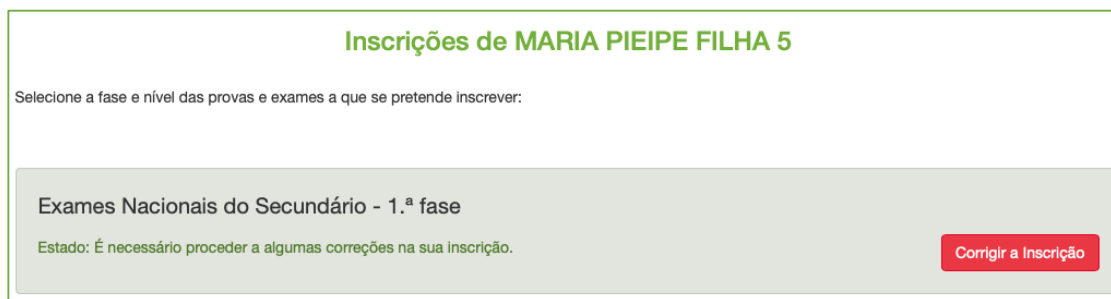 Inscrições de MARIA PIEIPE FILHA 5
Selecione a fase e nível das provas e exames a que se pretende inscrever:
Exames Nacionais do Secundário - 1.ª fase
Estado: É necessário proceder a algumas correções na sua inscrição.
Corrigir a Inscrição